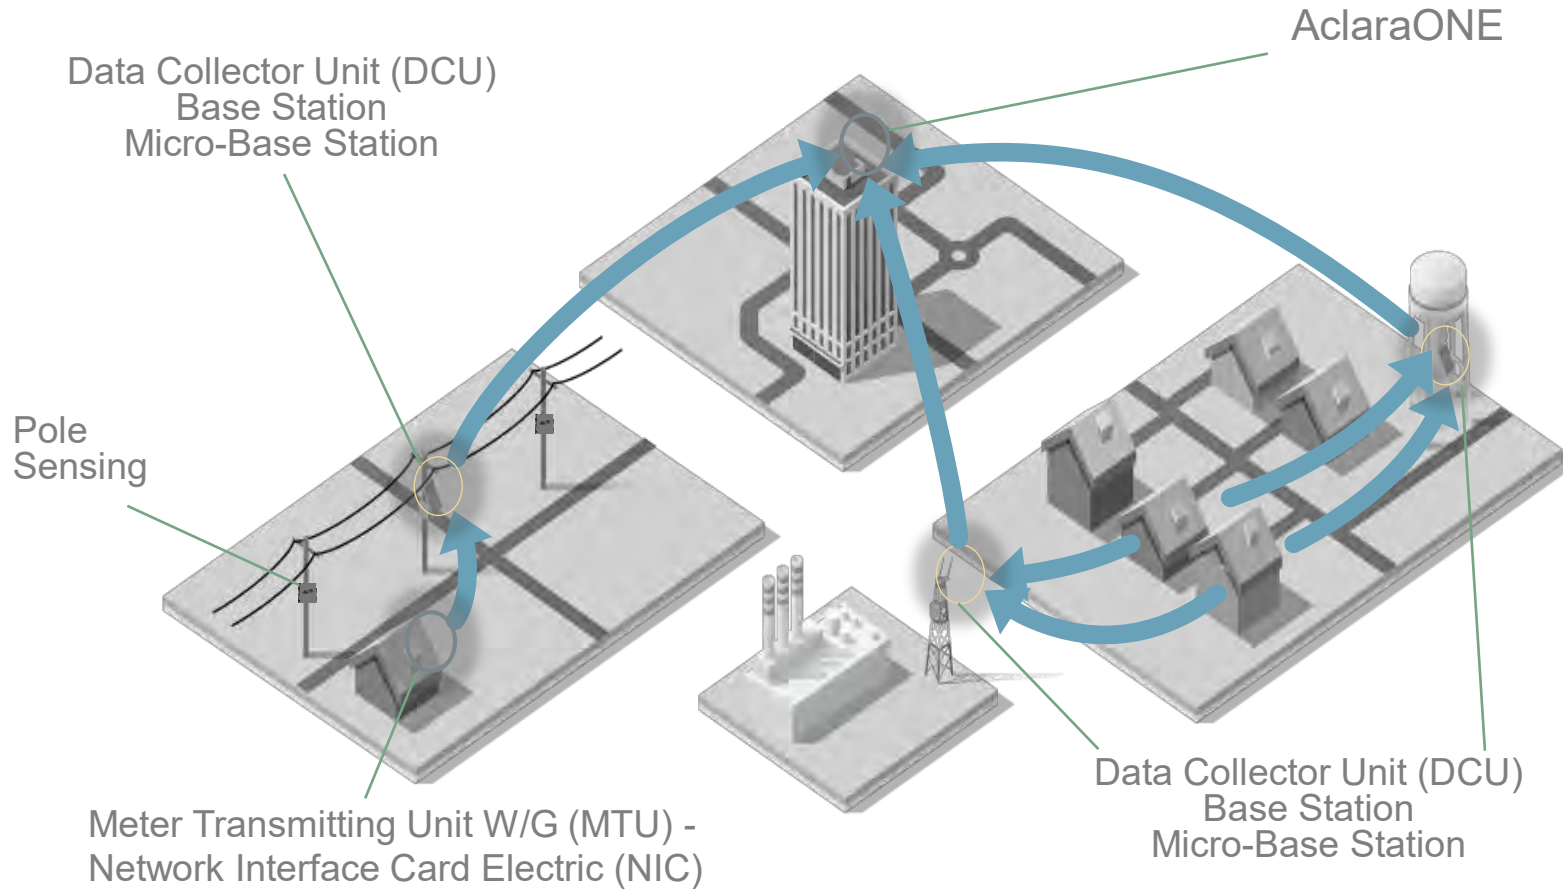 AclaraONE
Data Collector Unit (DCU)
Base Station
Micro-Base Station
Pole
Sensing
Meter Transmitting Unit W/G (MTU) -
Network Interface Card Electric (NIC)
Data Collector Unit (DCU)
Base Station
Micro-Base Station